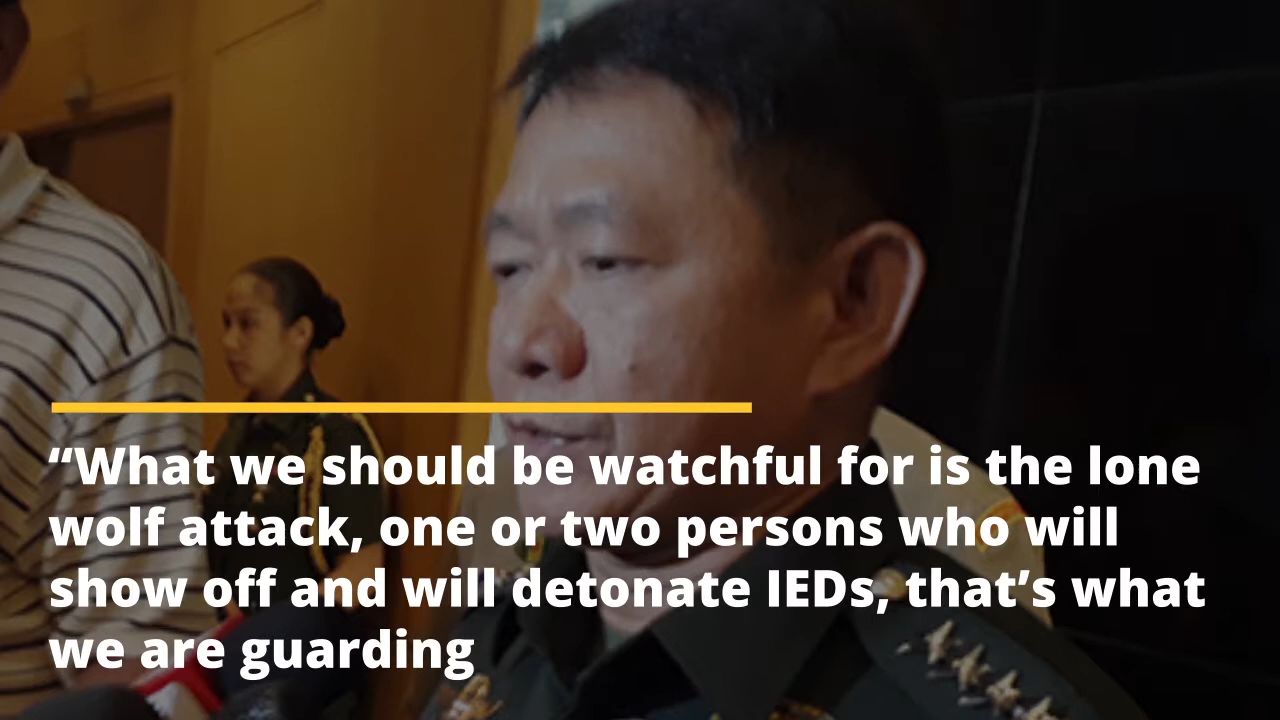 “What we should be watchful for is the lone
wolf attack, one or two persons who will
show off and will detonate IEDs, that’s what
we are guarding